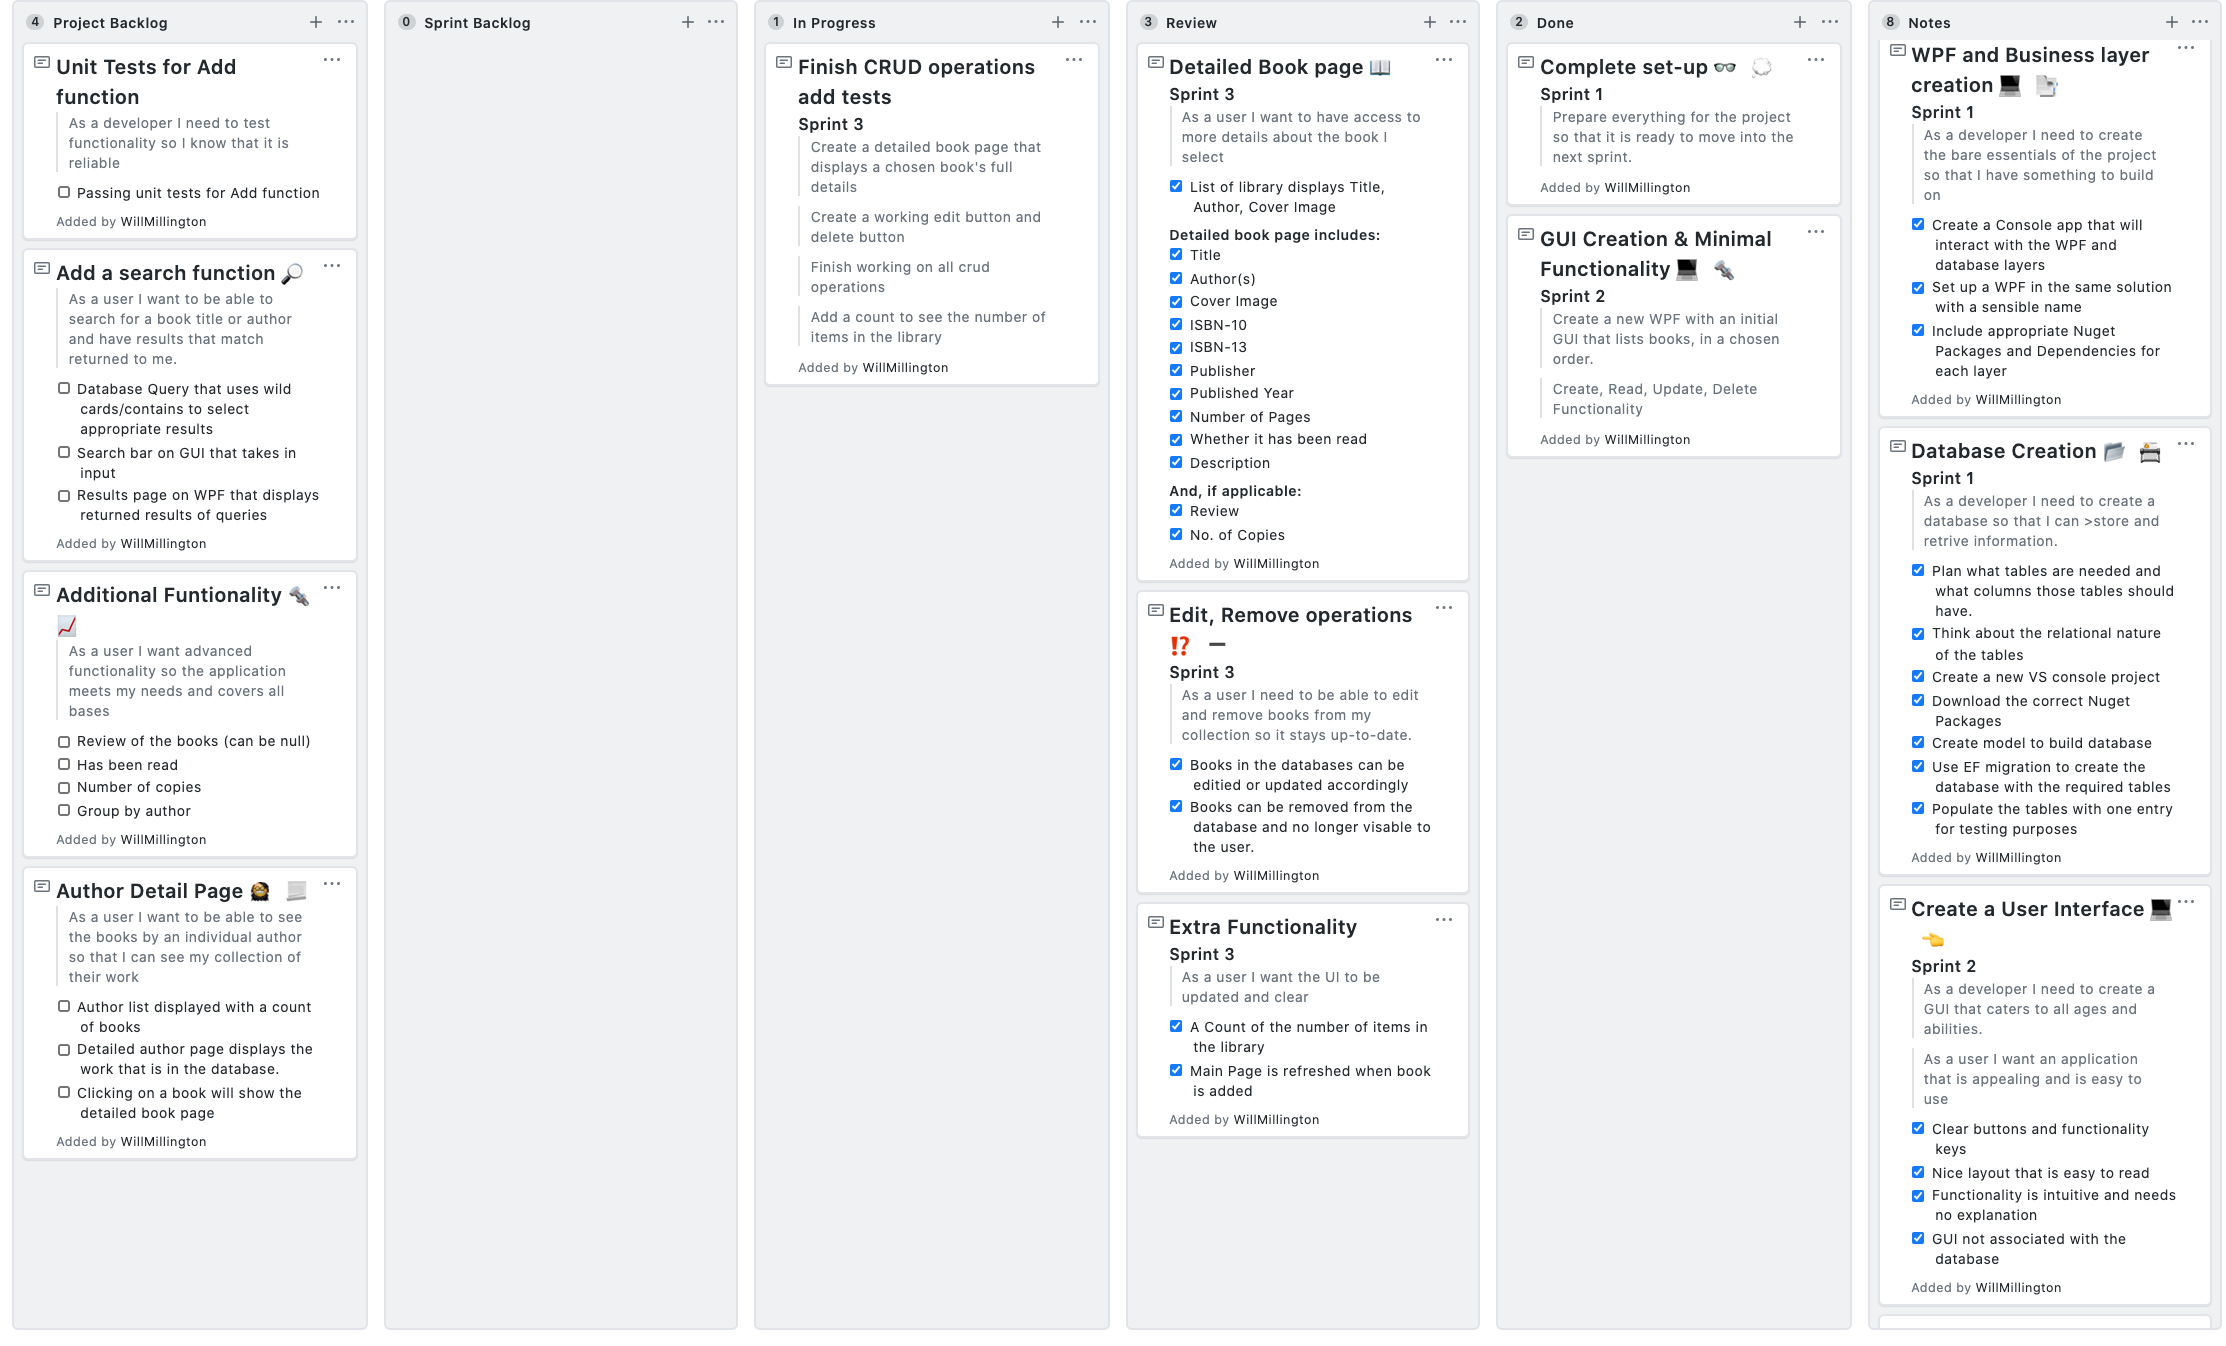 4 Project Backlog
Unit Tests for Add
function
As a developer I need to test
functionality so I know that it is
reliable
Passing unit tests for Add function
Added by WillMillington
Add a search function 🔎
As a user I want to be able to
search for a book title or author
and have results that match
returned to me.
Database Query that uses wild
cards/contains to select
appropriate results
Search bar on GUI that takes in
input
Results page on WPF that displays
returned results of queries
Added by WillMillington
Additional Funtionality 🔩
📈
As a user I want advanced
functionality so the application
meets my needs and covers all
bases
Review of the books (can be null)
Has been read
Number of copies
Group by author
Added by WillMillington
Author Detail Page
As a user I want to be able to see
the books by an individual author
so that I can see my collection of
their work
Author list displayed with a count
of books
Detailed author page displays the
work that is in the database.
Clicking on a book will show the
detailed book page
Added by WillMillington
0 Sprint Backlog
1 In Progress
Finish CRUD operations
add tests
Sprint 3
Create a detailed book page that
displays a chosen book's full
details
Create a working edit button and
delete button
Finish working on all crud
operations
Add a count to see the number of
items in the library
Added by WillMillington
3 Review
Detailed Book page 📖
Sprint 3
As a user I want to have access to
more details about the book I
select
List of library displays Title,
Author, Cover Image
Detailed book page includes:
Title
Author(s)
Cover Image
ISBN-10
ISBN-13
Publisher
Published Year
Number of Pages
Whether it has been read
Description
And, if applicable:
Review
No. of Copies
Added by WillMillington
Edit, Remove operations
⁉️ ➖
Sprint 3
As a user I need to be able to edit
and remove books from my
collection so it stays up-to-date.
Books in the databases can be
editied or updated accordingly
Books can be removed from the
database and no longer visable to
the user.
Added by WillMillington
Extra Functionality
Sprint 3
As a user I want the UI to be
updated and clear
A Count of the number of items in
the library
Main Page is refreshed when book
is added
Added by WillMillington
2 Done
Complete set-up 👓 💭
Sprint 1
Prepare everything for the project
so that it is ready to move into the
next sprint.
Added by WillMillington
GUI Creation & Minimal
Functionality 💻 🔩
Sprint 2
Create a new WPF with an initial
GUI that lists books, in a chosen
order.
Create, Read, Update, Delete
Functionality
Added by WillMillington
8 Notes
WPF and Business layer
creation 💻 📑
Sprint 1
As a developer I need to create
the bare essentials of the project
so that I have something to build
on
Create a Console app that will
interact with the WPF and
database layers
Set up a WPF in the same solution
with a sensible name
Include appropriate Nuget
Packages and Dependencies for
each layer
Added by WillMillington
Database Creation 📂 📇
Sprint 1
As a developer I need to create a
database so that I can >store and
retrive information.
Plan what tables are needed and
what columns those tables should
have.
Think about the relational nature
of the tables
Create a new VS console project
Download the correct Nuget
Packages
Create model to build database
Use EF migration to create the
database with the required tables
Populate the tables with one entry
for testing purposes
Added by WillMillington
Create a User Interface 💻
👈
Sprint 2
As a developer I need to create a
GUI that caters to all ages and
abilities.
As a user I want an application
that is appealing and is easy to
use
Clear buttons and functionality
keys
Nice layout that is easy to read
Functionality is intuitive and needs
no explanation
GUI not associated with the
database
Added by WillMillington